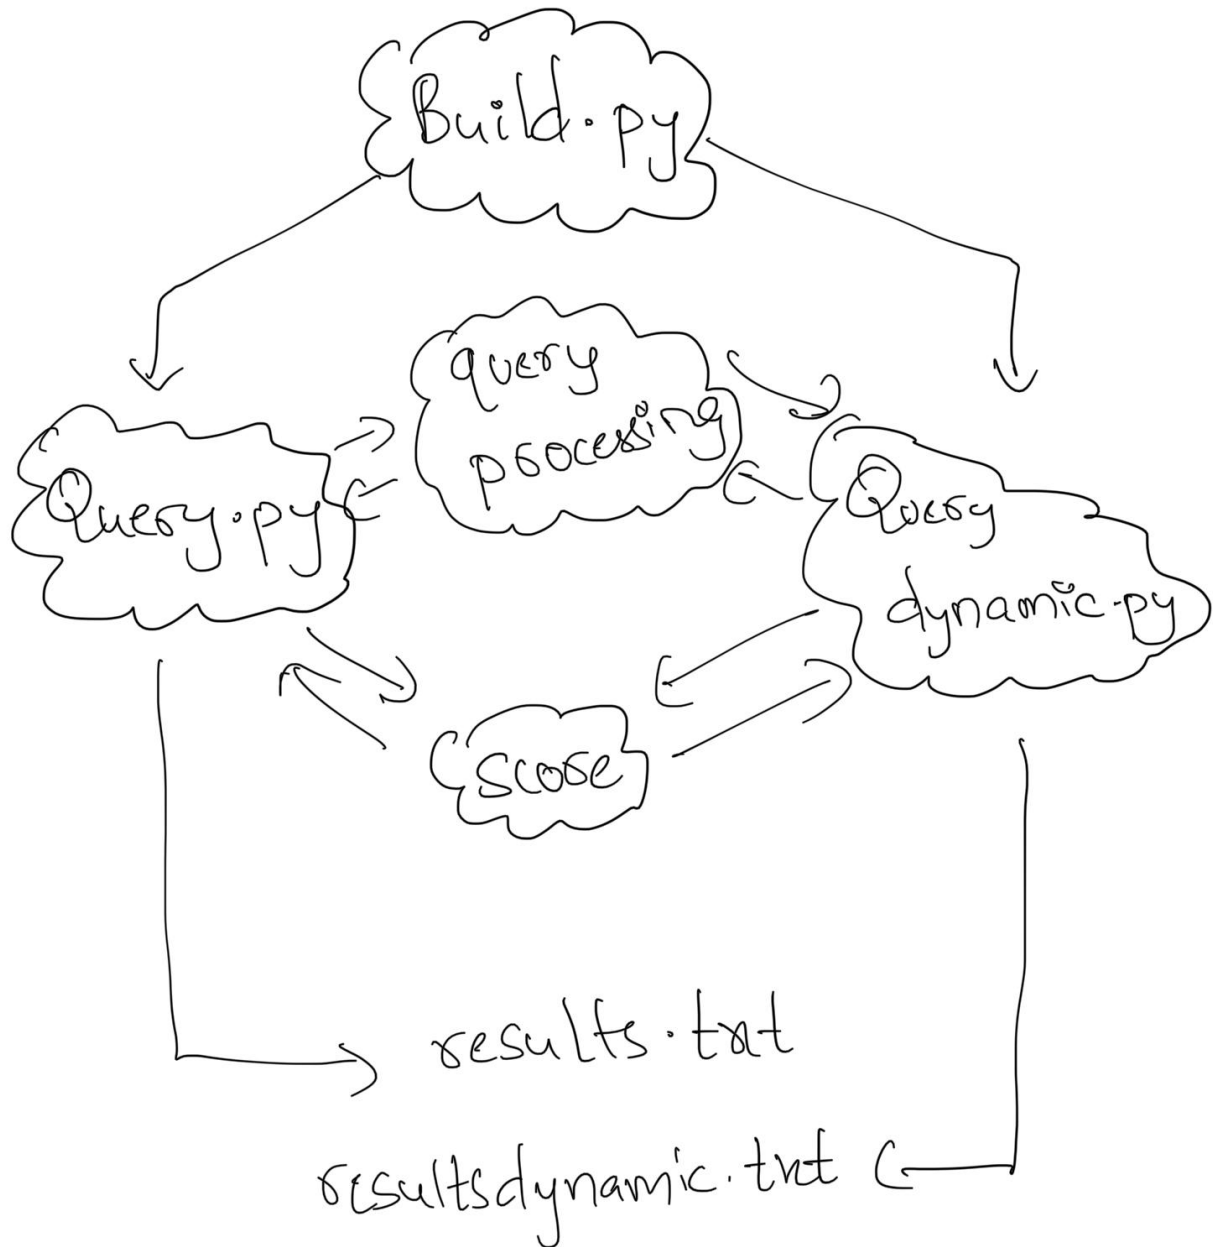 Build.py
query
processing
Query.py
Query
dynamic.py
score
results.txt
resultsdynamic.txt